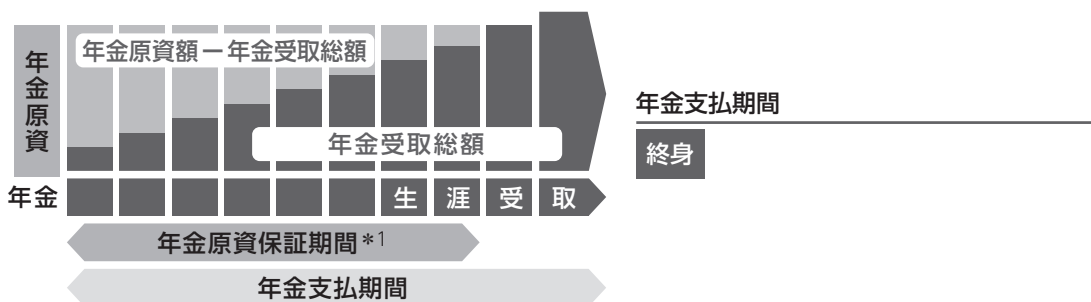 年金原資
年金原資額ー年金受取総額
年金受取総額
年金
生涯受取
年金原資保証期間*1
年金支払期間
年金支払期間
終身